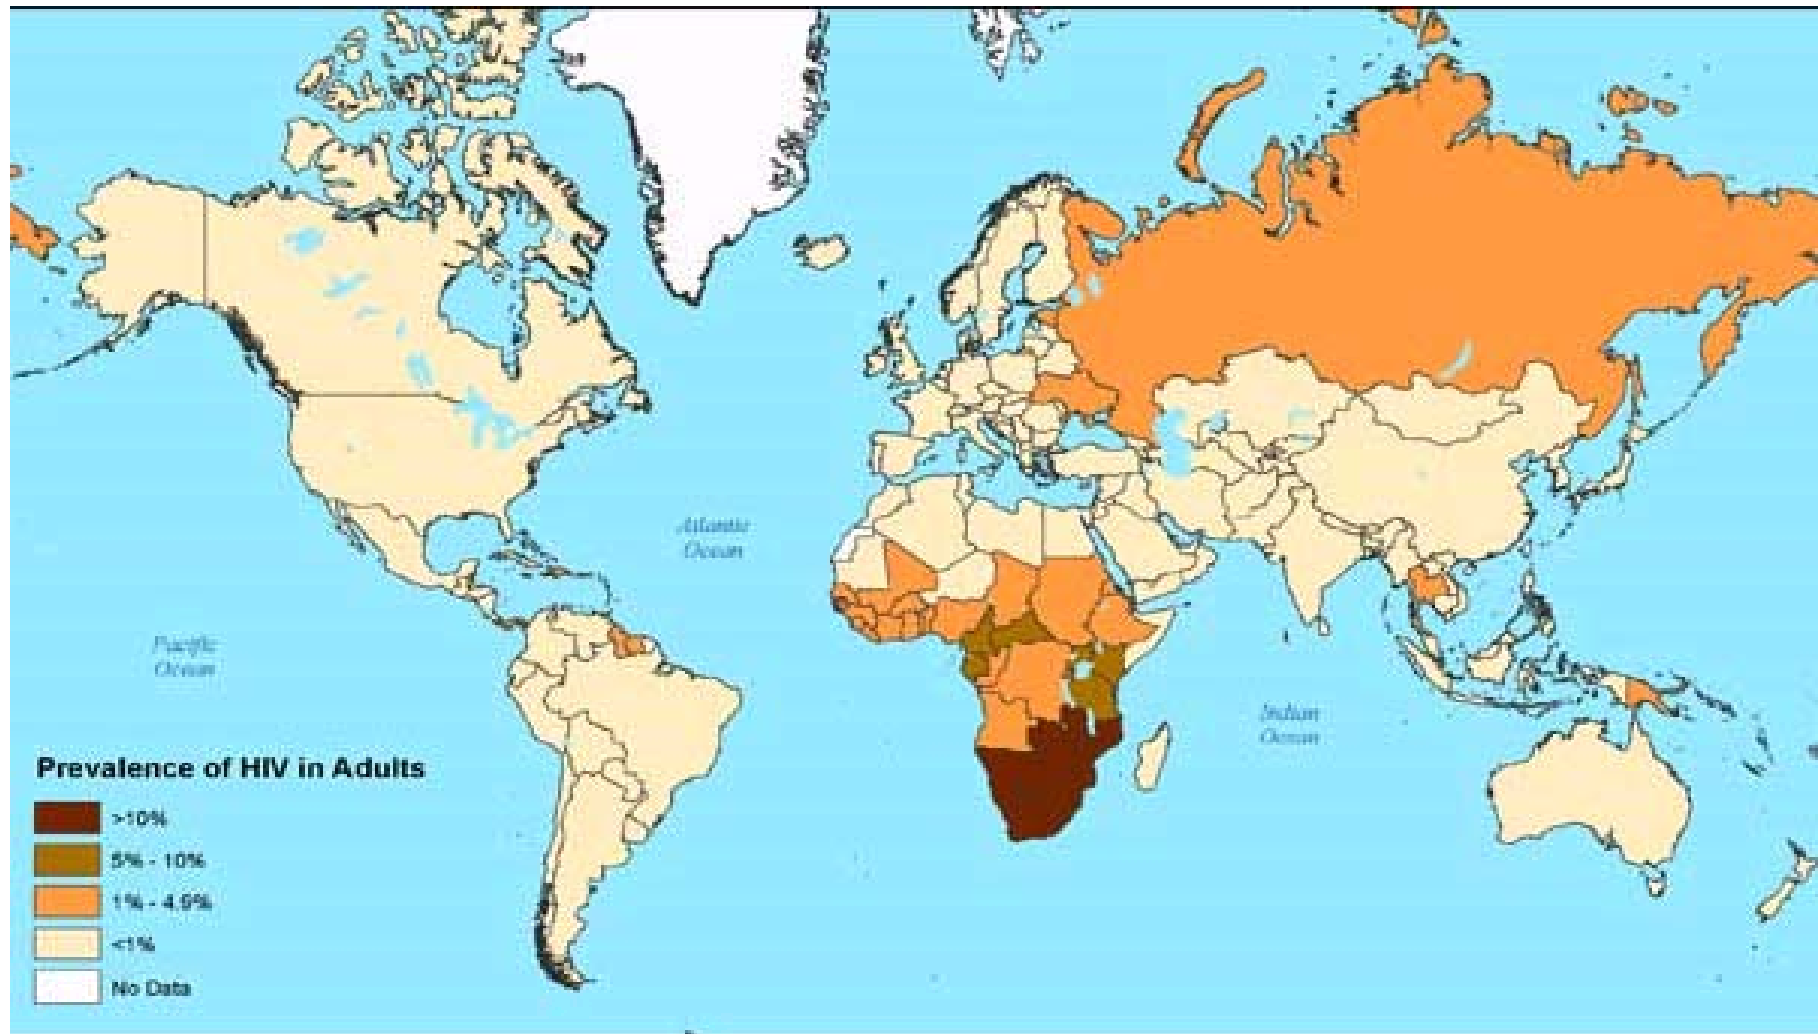 Atlantic
Ocean
Pacific
Ocean
Indian
Ocean
Prevalence of HIV in Adults
>10%
5% - 10%
1% - 4.9%
<1%
No Data